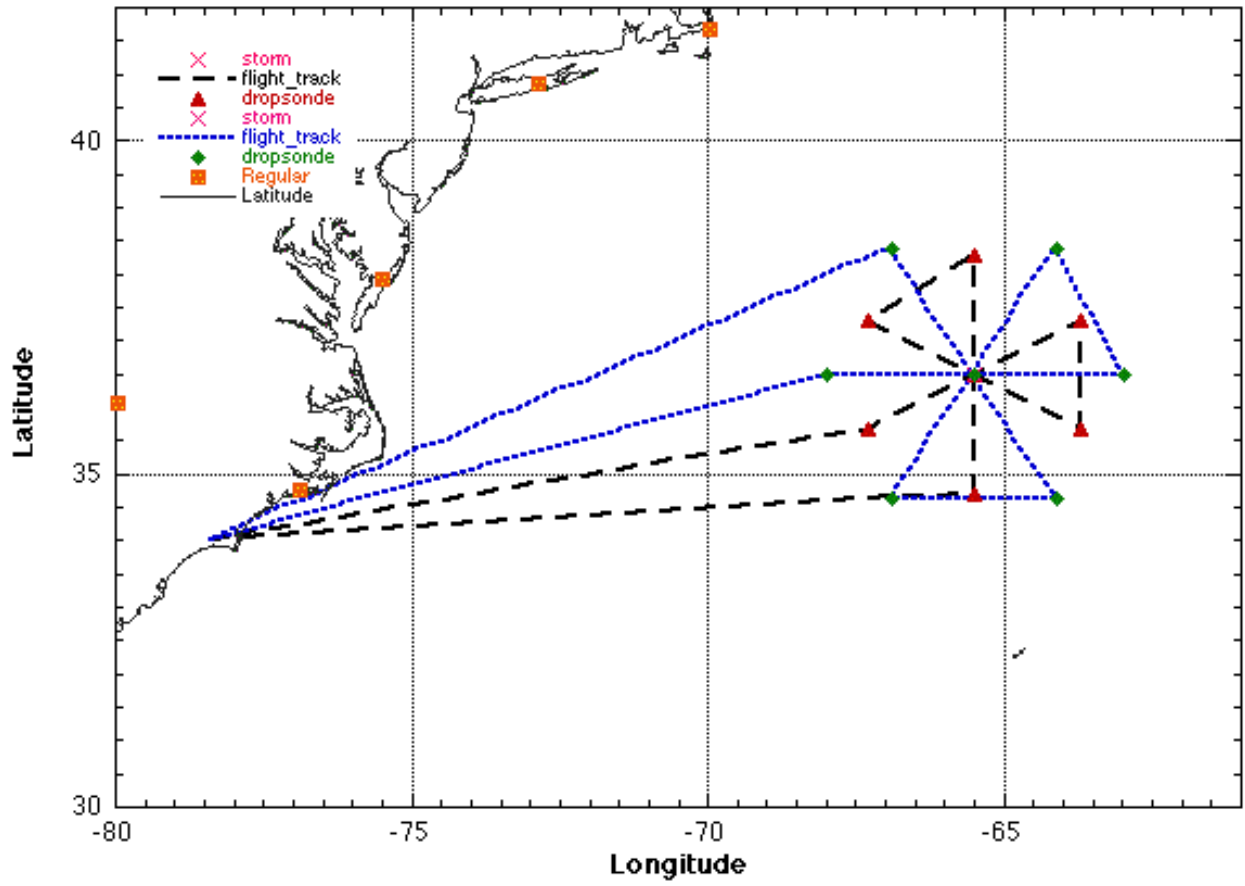 storm
flight_track
dropsonde
storm
flight_track
dropsonde
Regular
Latitude
40
35
30
Latitude
-80
-75
-70
-65
Longitude